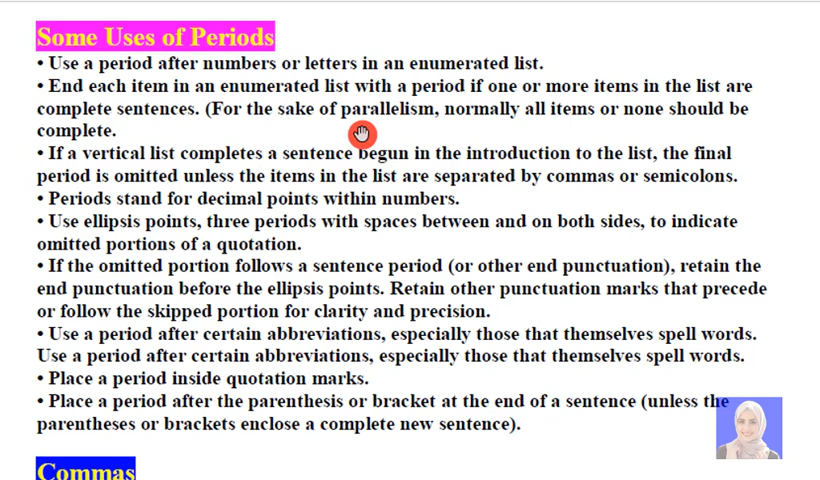 Some Uses of Periods
• Use a period after numbers or letters in an enumerated list.
• End each item in an enumerated list with a period if one or more items in the list are
complete sentences. (For the sake of parallelism, normally all items or none should be
complete.
• If a vertical list completes a sentence begun in the introduction to the list, the final
period is omitted unless the items in the list are separated by commas or semicolons.
• Periods stand for decimal points within numbers.
• Use ellipsis points, three periods with spaces between and on both sides, to indicate
omitted portions of a quotation.
• If the omitted portion follows a sentence period (or other end punctuation), retain the
end punctuation before the ellipsis points. Retain other punctuation marks that precede
or follow the skipped portion for clarity and precision.
• Use a period after certain abbreviations, especially those that themselves spell words.
Use a period after certain abbreviations, especially those that themselves spell words.
• Place a period inside quotation marks.
• Place a period after the parenthesis or bracket at the end of a sentence (unless the
parentheses or brackets enclose a complete new sentence).
Commas